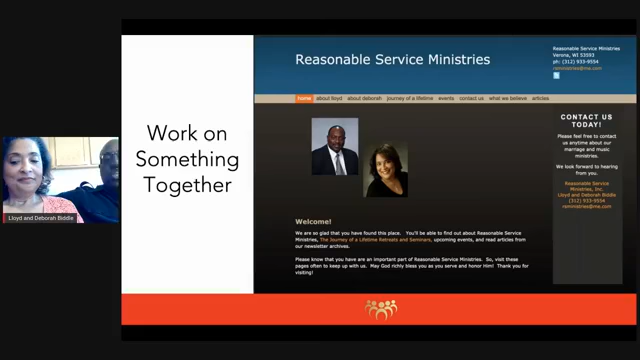 Work on
Something
Together
Lloyd and Deborah Biddle
Reasonable Service Ministries
Reasonable Service Ministries
Verona, WI 53593
ph: (312) 933-9554
rsministries@me.com
home about lloyd about deborah journey of a lifetime events contact us what we believe articles
Welcome!
We are so glad that you have found this place. You'll be able to find out about Reasonable Service
Ministries, The Journey of a Lifetime Retreats and Seminars, upcoming events, and read articles from
our newsletter archives.
Please know that you have are an important part of Reasonable Service Ministries. So, visit these
pages often to keep up with us. May God richly bless you as you serve and honor Him! Thank you for
visiting!
CONTACT US
TODAY!
Please feel free to contact
us anytime about our
marriage and music
ministries.
We look forward to hearing
from you.
Reasonable Service
Ministries, Inc.
Lloyd and Deborah Biddle
(312) 933-9554
rsministries@me.com